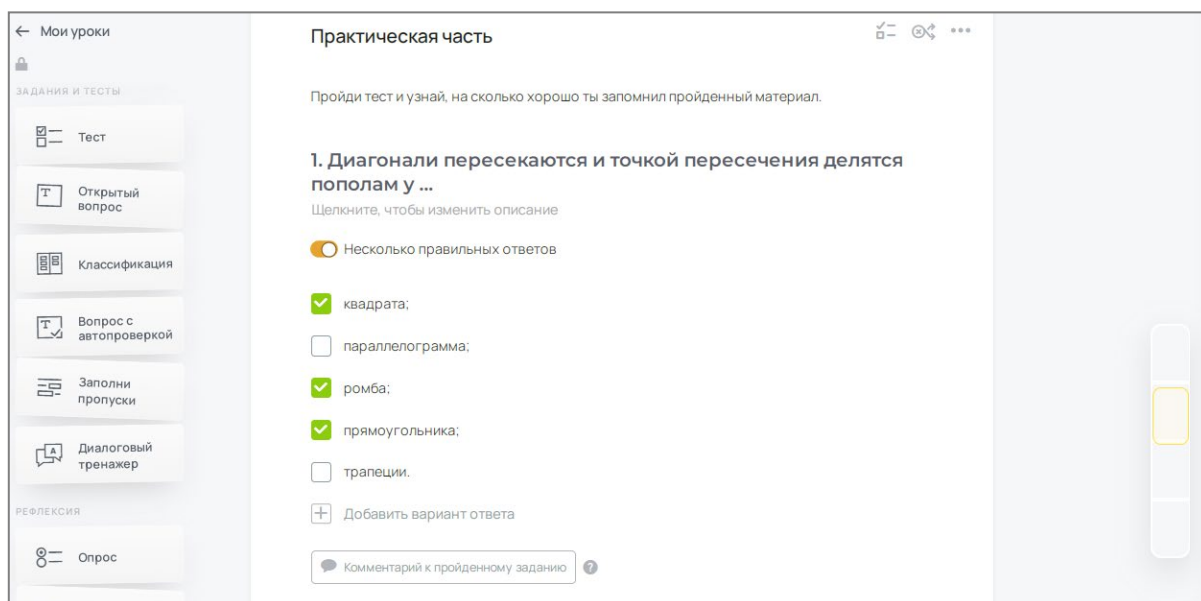 ← Мои уроки
ЗАДАНИЯ И ТЕСТЫ
Тест
Открытый
вопрос
Классификация
Вопрос с
автопроверкой
Заполни
пропуски
Диалоговый
тренажер
РЕФЛЕКСИЯ
Опрос
Практическая часть
Пройди тест и узнай, на сколько хорошо ты запомнил пройденный материал.
1. Диагонали пересекаются и точкой пересечения делятся
пополам у ...
Щелкните, чтобы изменить описание
Несколько правильных ответов
квадрата;
параллелограмма;
ромба;
прямоугольника;
трапеции.
Добавить вариант ответа
Комментарий к пройденному заданию ?